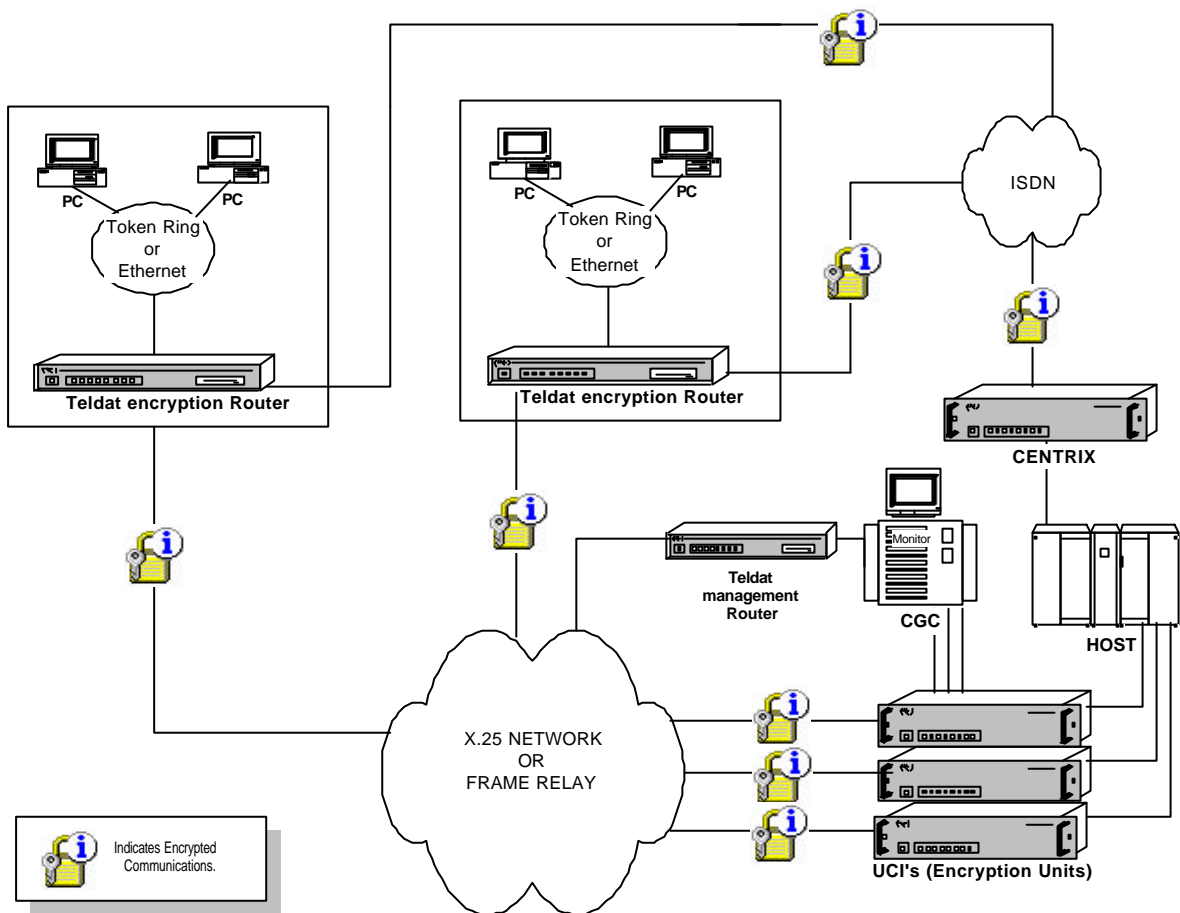 ISDN
PC
PC
Token Ring
or
Ethernet
Teldat encryption Router
PC
PC
Token Ring
or
Ethernet
Teldat encryption Router
CENTRIX
Monitor
Teldat
management
Router
CGC
HOST
X.25 NETWORK
OR
FRAME RELAY
UCI's (Encryption Units)
Indicates Encrypted
Communications.